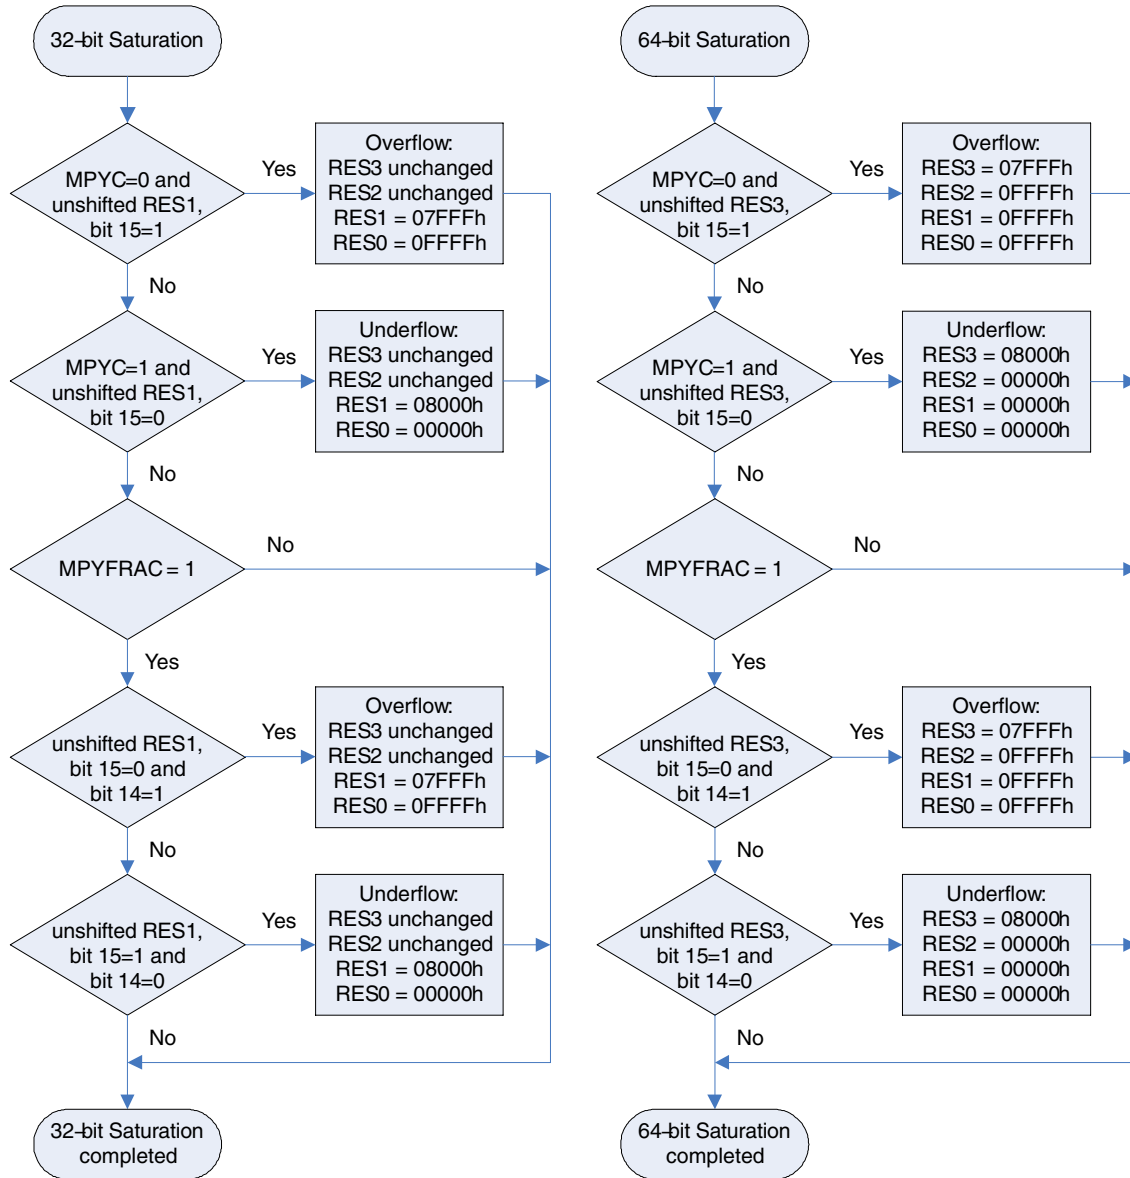 32-bit Saturation
MPYC=0 and
unshifted RES1,
bit 15=1
Yes
Overflow:
RES3 unchanged
RES2 unchanged
RES1 = 07FFFh
RES0 = 0FFFFh
No
MPYC=1 and
unshifted RES1,
bit 15=0
Yes
Underflow:
RES3 unchanged
RES2 unchanged
RES1 = 08000h
RES0 = 00000h
No
MPYFRAC = 1
No
Yes
unshifted RES1,
bit 15=0 and
bit 14=1
Yes
Overflow:
RES3 unchanged
RES2 unchanged
RES1 = 07FFFh
RES0 = 0FFFFh
No
unshifted RES1,
bit 15=1 and
bit 14=0
Yes
Underflow:
RES3 unchanged
RES2 unchanged
RES1 = 08000h
RES0 = 00000h
No
32-bit Saturation
completed
64-bit Saturation
MPYC=0 and
unshifted RES3,
bit 15=1
Yes
Overflow:
RES3 = 07FFFh
RES2 = 0FFFFh
RES1 = 0FFFFh
RES0 = 0FFFFh
No
MPYC=1 and
unshifted RES3,
bit 15=0
Yes
Underflow:
RES3 = 08000h
RES2 = 00000h
RES1 = 00000h
RES0 = 00000h
No
MPYFRAC = 1
No
Yes
unshifted RES3,
bit 15=0 and
bit 14=1
Yes
Overflow:
RES3 = 07FFFh
RES2 = 0FFFFh
RES1 = 0FFFFh
RES0 = 0FFFFh
No
unshifted RES3,
bit 15=1 and
bit 14=0
Yes
Underflow:
RES3 = 08000h
RES2 = 00000h
RES1 = 00000h
RES0 = 00000h
No
64-bit Saturation
completed